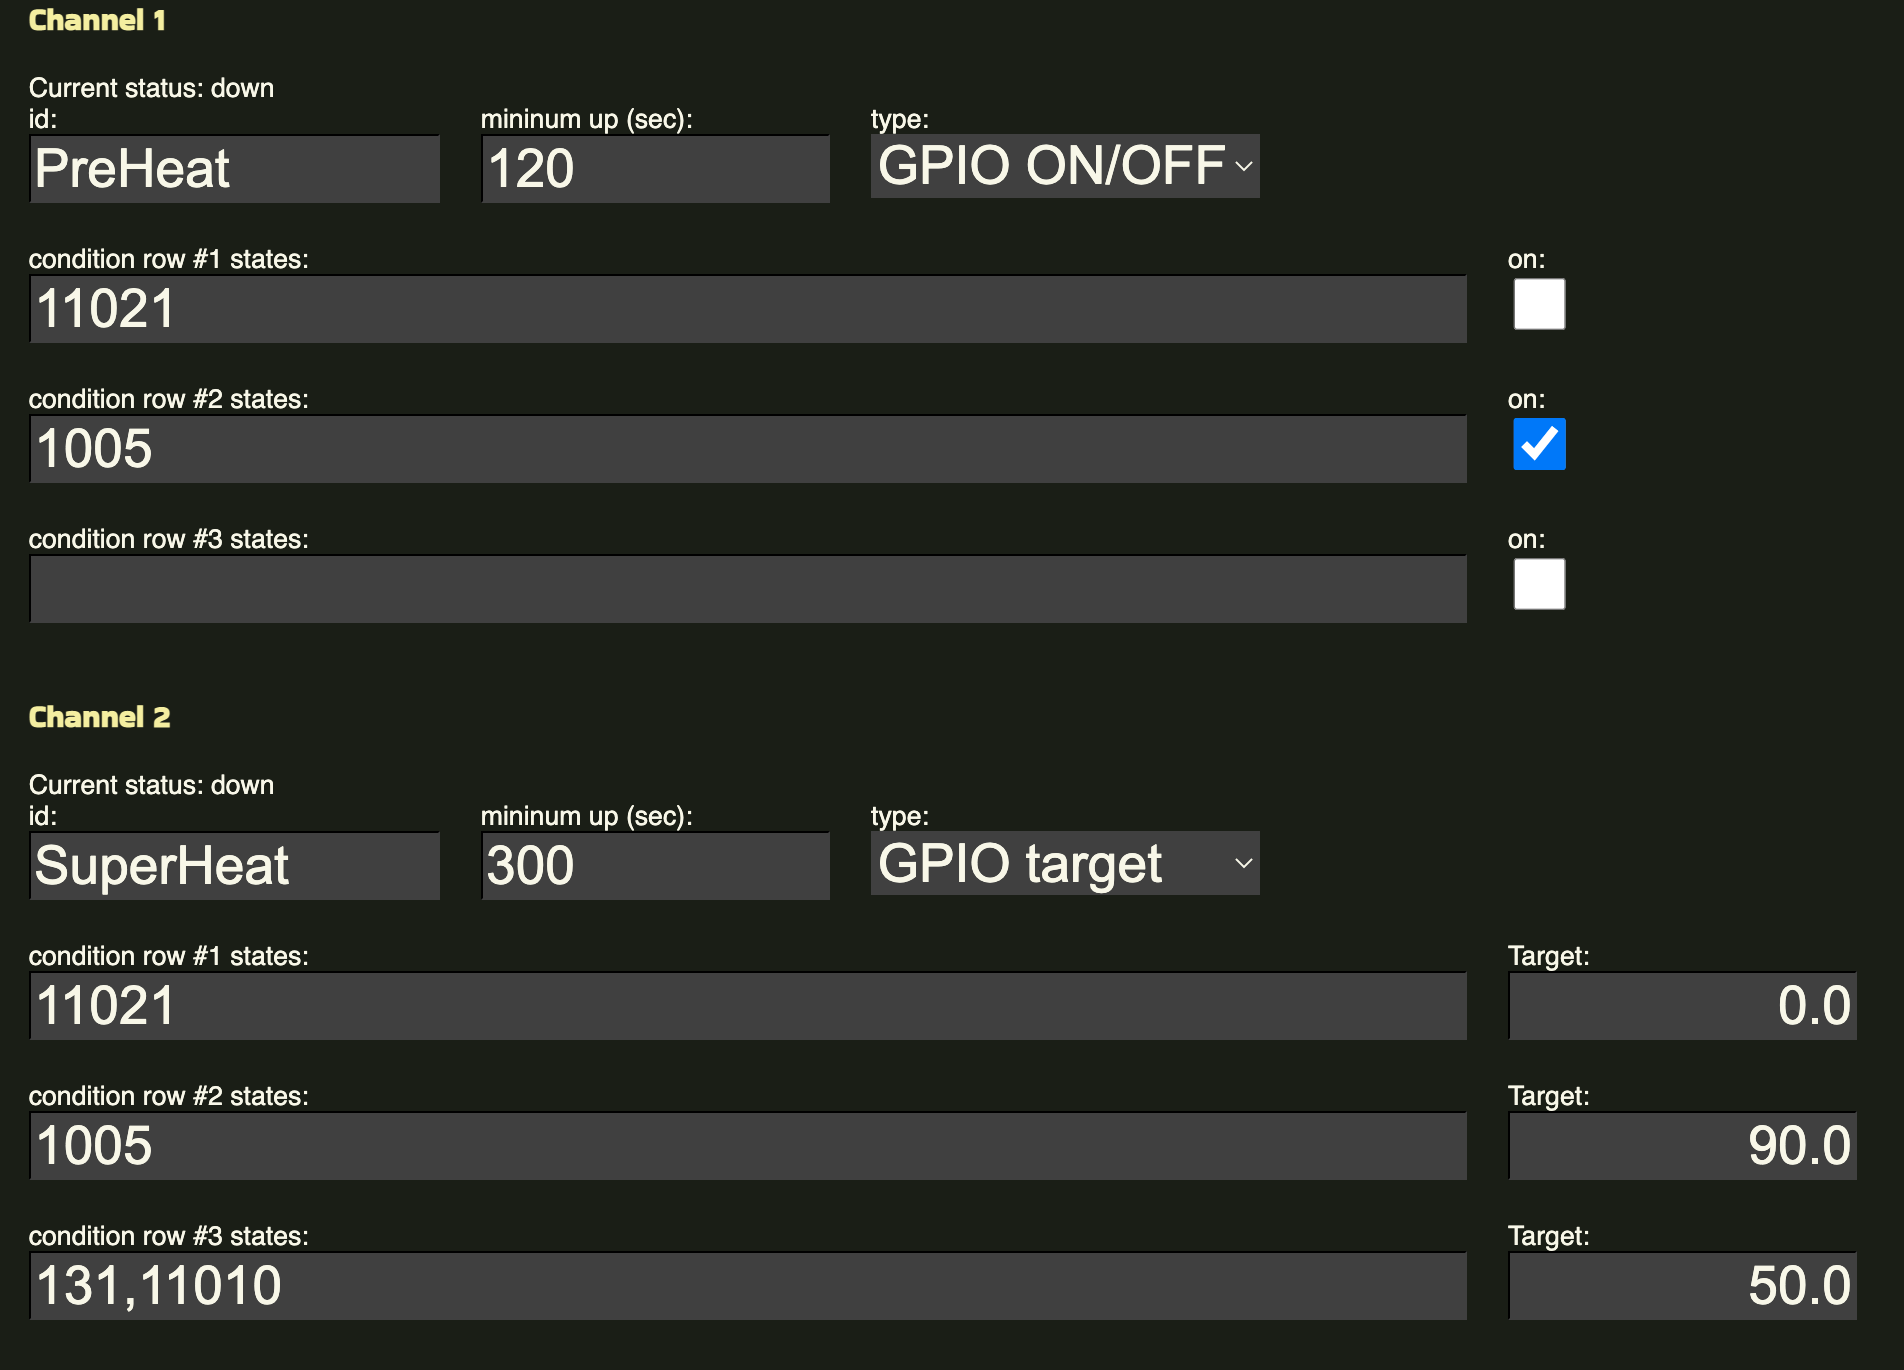 Channel 1
Current status: down
id: mininum up (sec): type:
PreHeat 120 GPIO ON/OFF
condition row #1 states: on:
11021
condition row #2 states: on:
1005
condition row #3 states: on:
Channel 2
Current status: down
id: mininum up (sec): type:
SuperHeat 300 GPIO target
condition row #1 states: Target:
11021 0.0
condition row #2 states: Target:
1005 90.0
condition row #3 states: Target:
131,11010 50.0